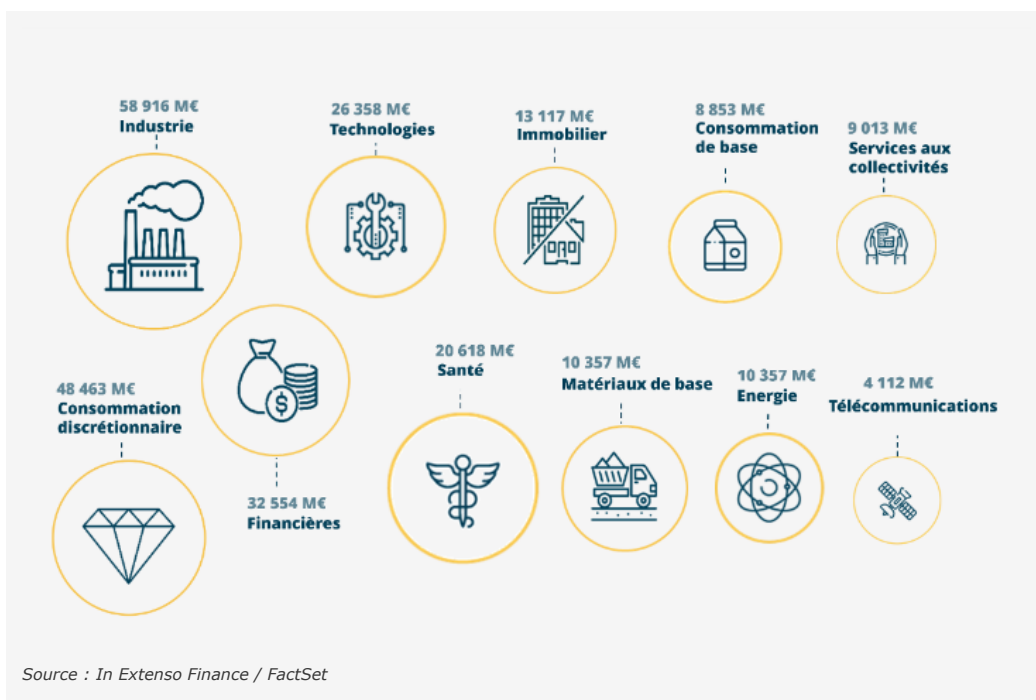 58 916 M€
Industrie
26 358 M€
Technologies
13 117 M€
Immobilier
8 853 M€
Consommation
de base
9 013 M€
Services aux
collectivités
48 463 M€
Consommation
discrétionnaire
32 554 M€
Financières
20 618 M€
Santé
10 357 M€
Matériaux de base
10 357 M€
Energie
4 112 M€
Télécommunications
$
Source : In Extenso Finance / FactSet